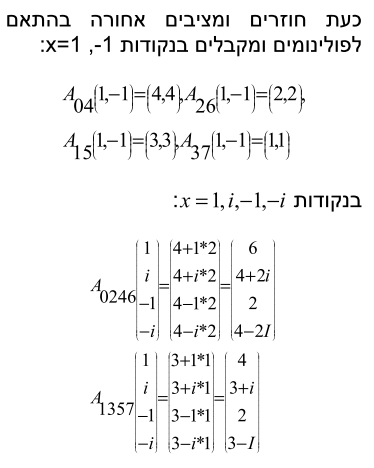 כעת חוזרים ומציבים אחורה בהתאם
לפולינומים ומקבלים בנקודות 1- ,x=1:
A04(1,−1)=(4,4),A26(1,−1)=(2,2),
A15(1,−1)=(3,3),A37(1,−1)=(1,1)
בנקודות x=1,i,−1,−i:
A0246 (1 i −1 −i) = (4+1*2 4+i*2 4−1*2 4−i*2) = (6 4+2i 2 4−2I)
A1357 (1 i −1 −i) = (3+1*1 3+i*1 3−1*1 3−i*1) = (4 3+i 2 3−I)